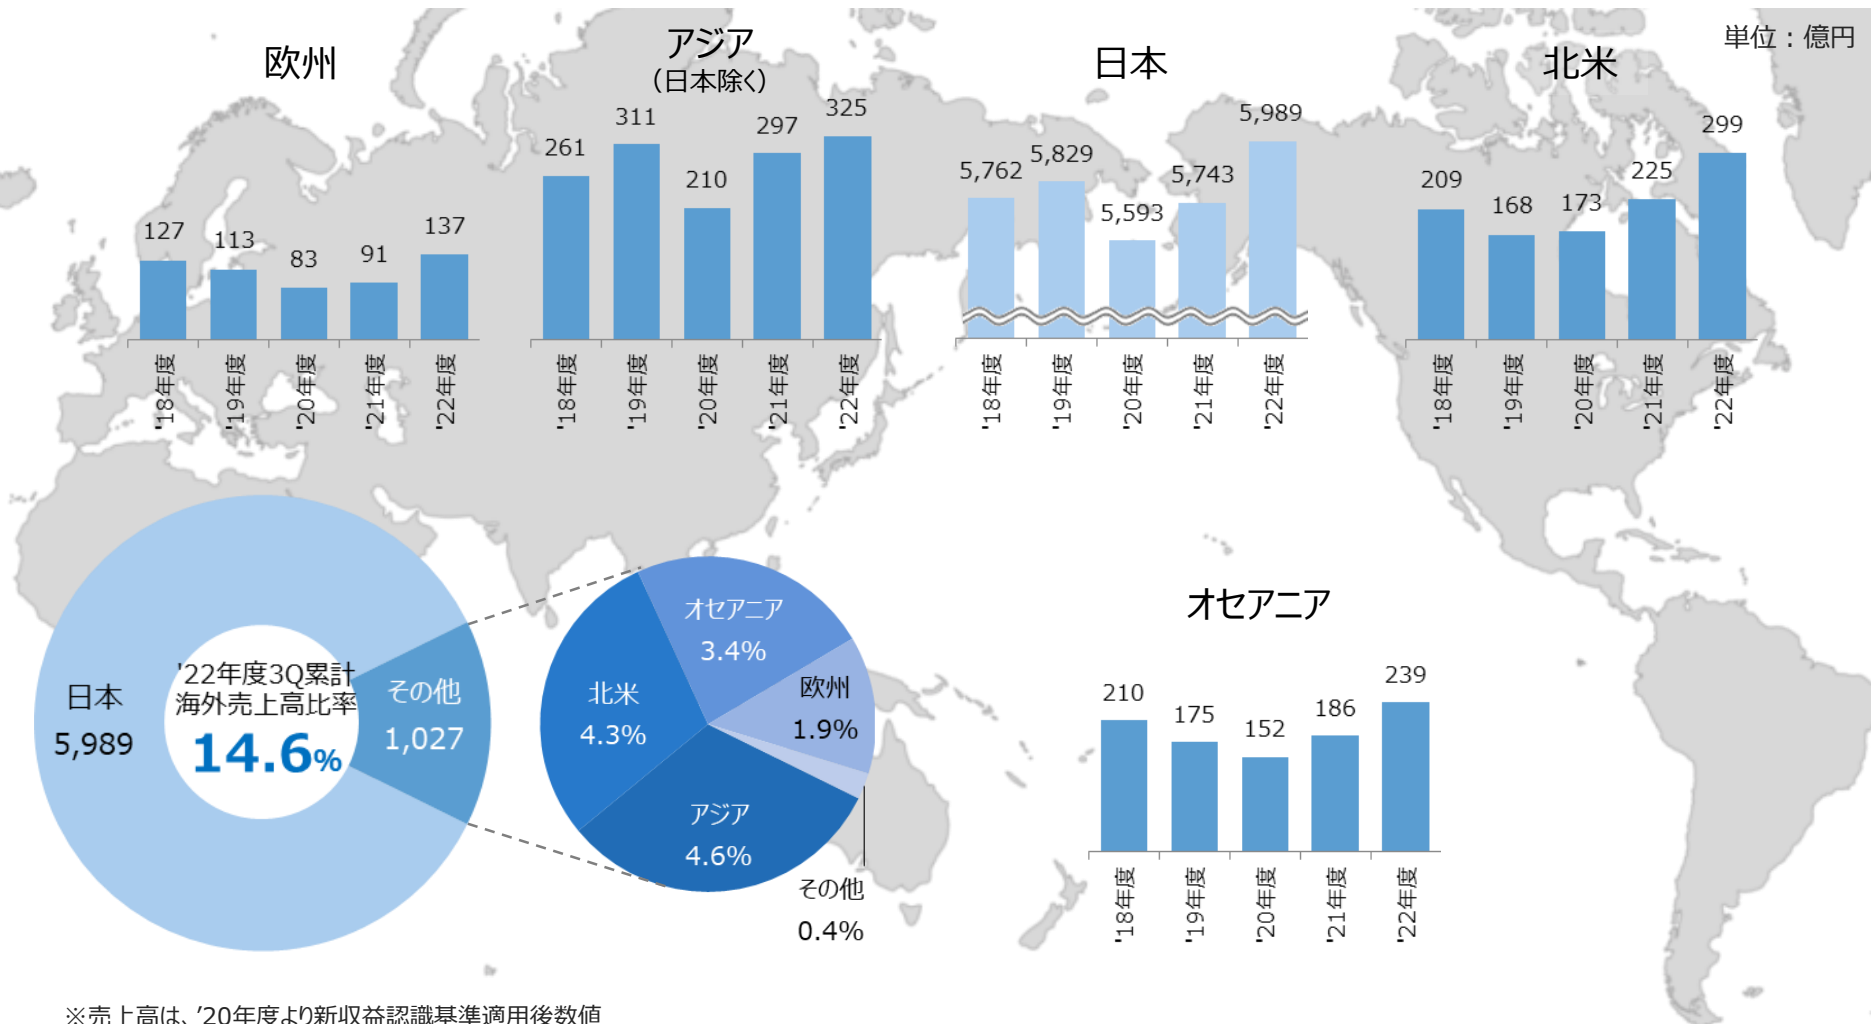 単位：億円
欧州
127
113
83
91
137
'18年度
'19年度
'20年度
'21年度
'22年度
アジア
（日本除く）
261
311
210
297
325
'18年度
'19年度
'20年度
'21年度
'22年度
日本
5,762
5,829
5,593
5,743
5,989
'18年度
'19年度
'20年度
'21年度
'22年度
北米
209
168
173
225
299
'18年度
'19年度
'20年度
'21年度
'22年度
日本
5,989
'22年度3Q累計
海外売上高比率
14.6%
その他
1,027
オセアニア
3.4%
北米
4.3%
欧州
1.9%
アジア
4.6%
その他
0.4%
オセアニア
210
175
152
186
239
'18年度
'19年度
'20年度
'21年度
'22年度
※売上高は、'20年度より新収益認識基準適用後数値